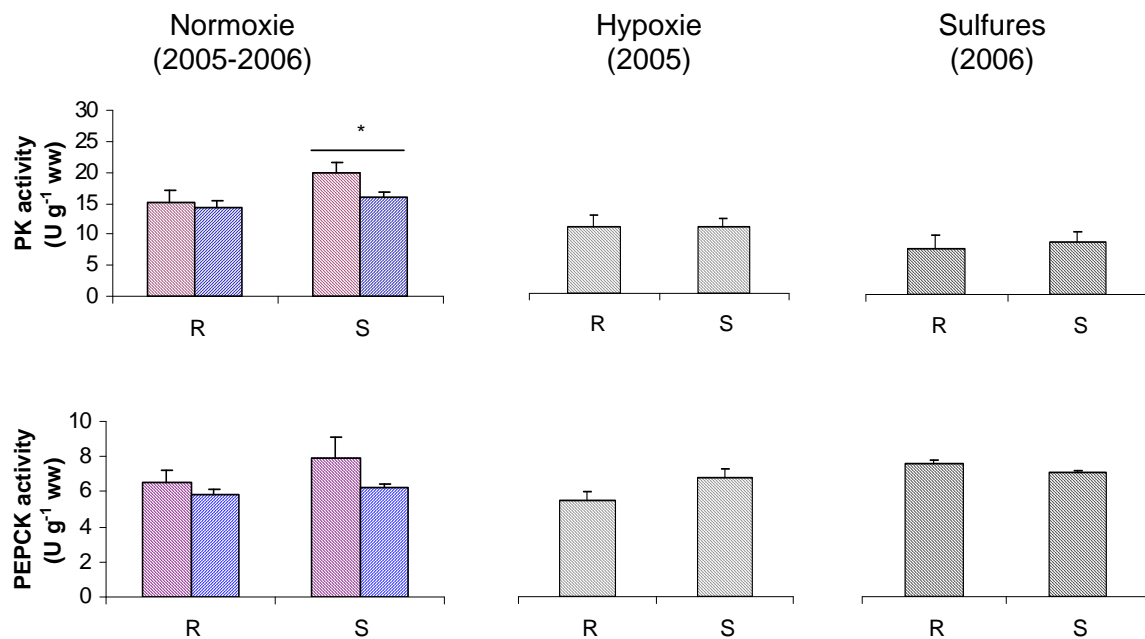 Normoxie
(2005-2006)
Hypoxie
(2005)
Sulfures
(2006)
PK activity
(U g⁻¹ ww)
30
25
20
15
10
5
0
*
R S
R S
R S
PEPCK activity
(U g⁻¹ ww)
10
8
6
4
2
0
R S
R S
R S